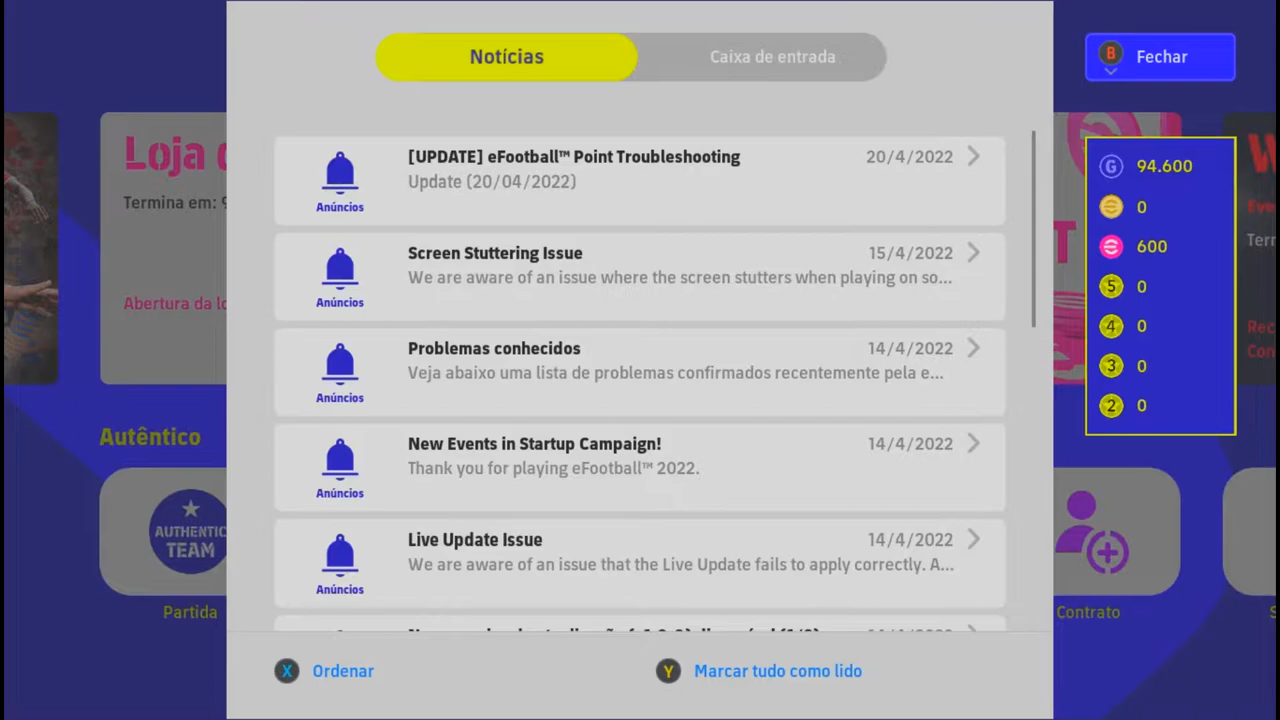 Notícias
Caixa de entrada
B
Fechar
Loja
Termina em:
Abertura da
[UPDATE] eFootball™ Point Troubleshooting
20/4/2022
Update (20/04/2022)
Anúncios
Screen Stuttering Issue
15/4/2022
We are aware of an issue where the screen stutters when playing on so...
Anúncios
Problemas conhecidos
14/4/2022
Veja abaixo uma lista de problemas confirmados recentemente pela e...
Anúncios
New Events in Startup Campaign!
14/4/2022
Thank you for playing eFootball™ 2022.
Anúncios
Live Update Issue
14/4/2022
We are aware of an issue that the Live Update fails to apply correctly. A...
Anúncios
G 94.600
0
600
5 0
4 0
3 0
2 0
Autêntico
AUTHENTIC
TEAM
Partida
Contrato
X Ordenar
Y Marcar tudo como lido